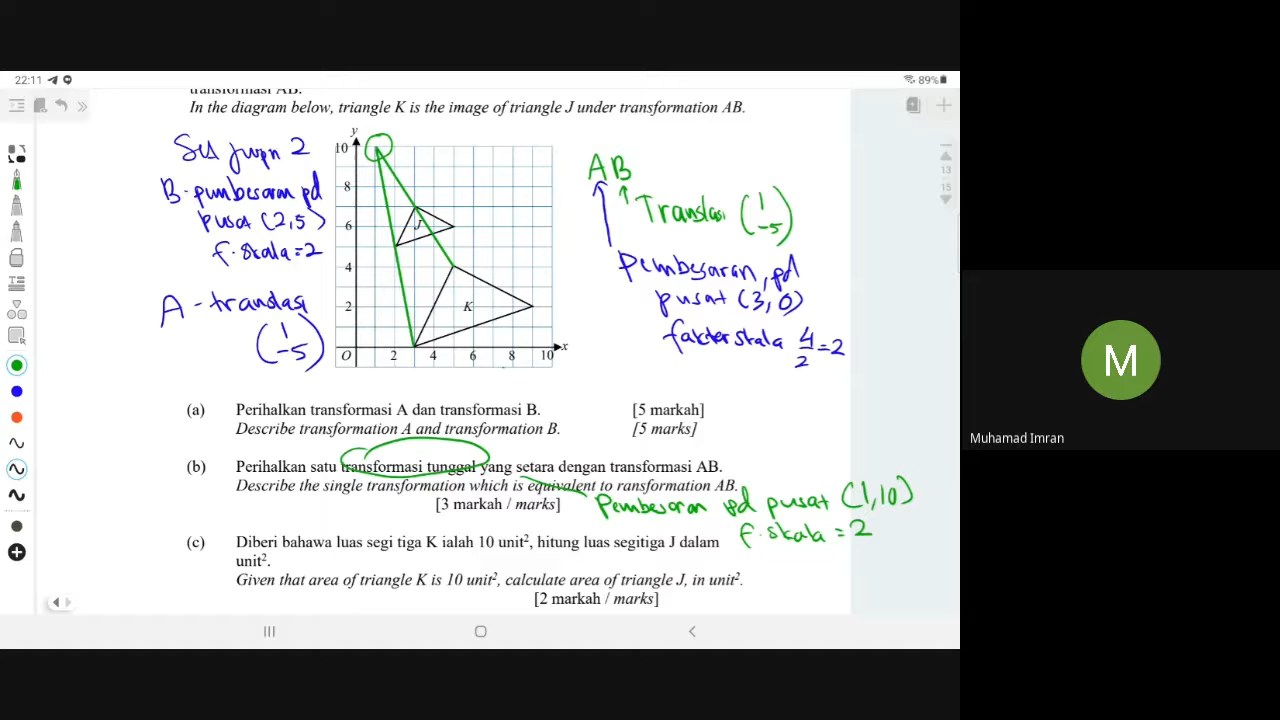 22:11
89%
transformasi AB.
In the diagram below, triangle K is the image of triangle J under transformation AB.
Set jwpn 2
B - pembesaran pd
pusat (2,5)
f. skala = 2
A - translasi
(1
-5)
y
10
8
6
4
2
O
2
4
6
8
10
x
J
K
AB
Translasi (1
-5)
Pembesaran, pd
pusat (3, 0)
faktor skala 4/2 = 2
13
15
(a) Perihalkan transformasi A dan transformasi B. [5 markah]
Describe transformation A and transformation B. [5 marks]
(b) Perihalkan satu transformasi tunggal yang setara dengan transformasi AB.
Describe the single transformation which is equivalent to ransformation AB.
[3 markah / marks]
Pembesaran pd pusat (1,10)
f. skala = 2
(c) Diberi bahawa luas segi tiga K ialah 10 unit², hitung luas segitiga J dalam
unit².
Given that area of triangle K is 10 unit², calculate area of triangle J, in unit².
[2 markah / marks]
M
Muhamad Imran